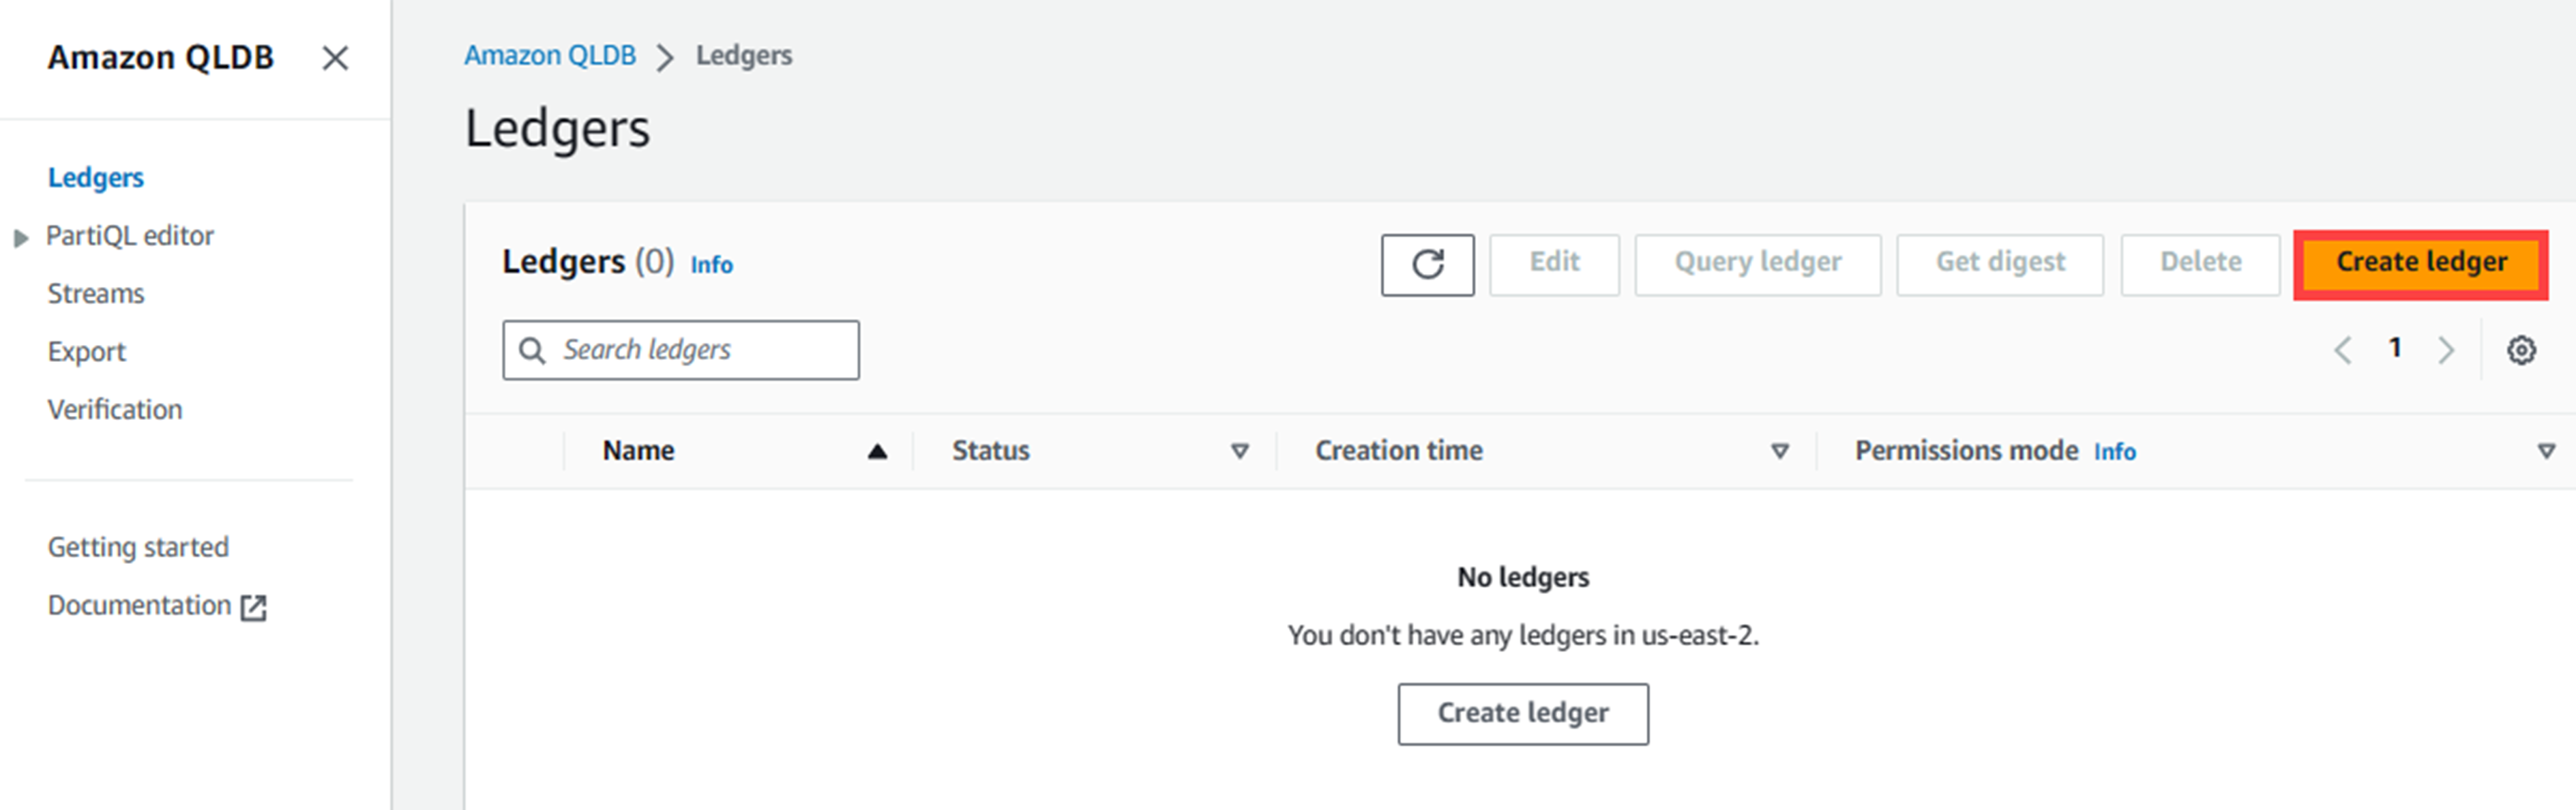 Amazon QLDB
Ledgers
PartiQL editor
Streams
Export
Verification
Getting started
Documentation
Amazon QLDB > Ledgers
Ledgers
Ledgers (0) Info
Edit
Query ledger
Get digest
Delete
Create ledger
Search ledgers
1
Name
Status
Creation time
Permissions mode Info
No ledgers
You don't have any ledgers in us-east-2.
Create ledger